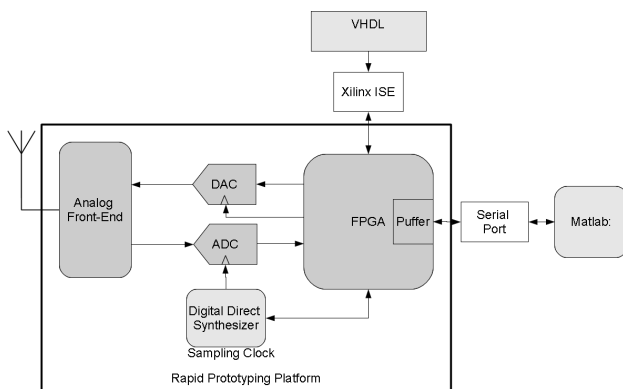 VHDL
Xilinx ISE
Analog
Front-End
DAC
ADC
FPGA
Puffer
Serial
Port
Matlab:
Digital Direct
Synthesizer
Sampling Clock
Rapid Prototyping Platform